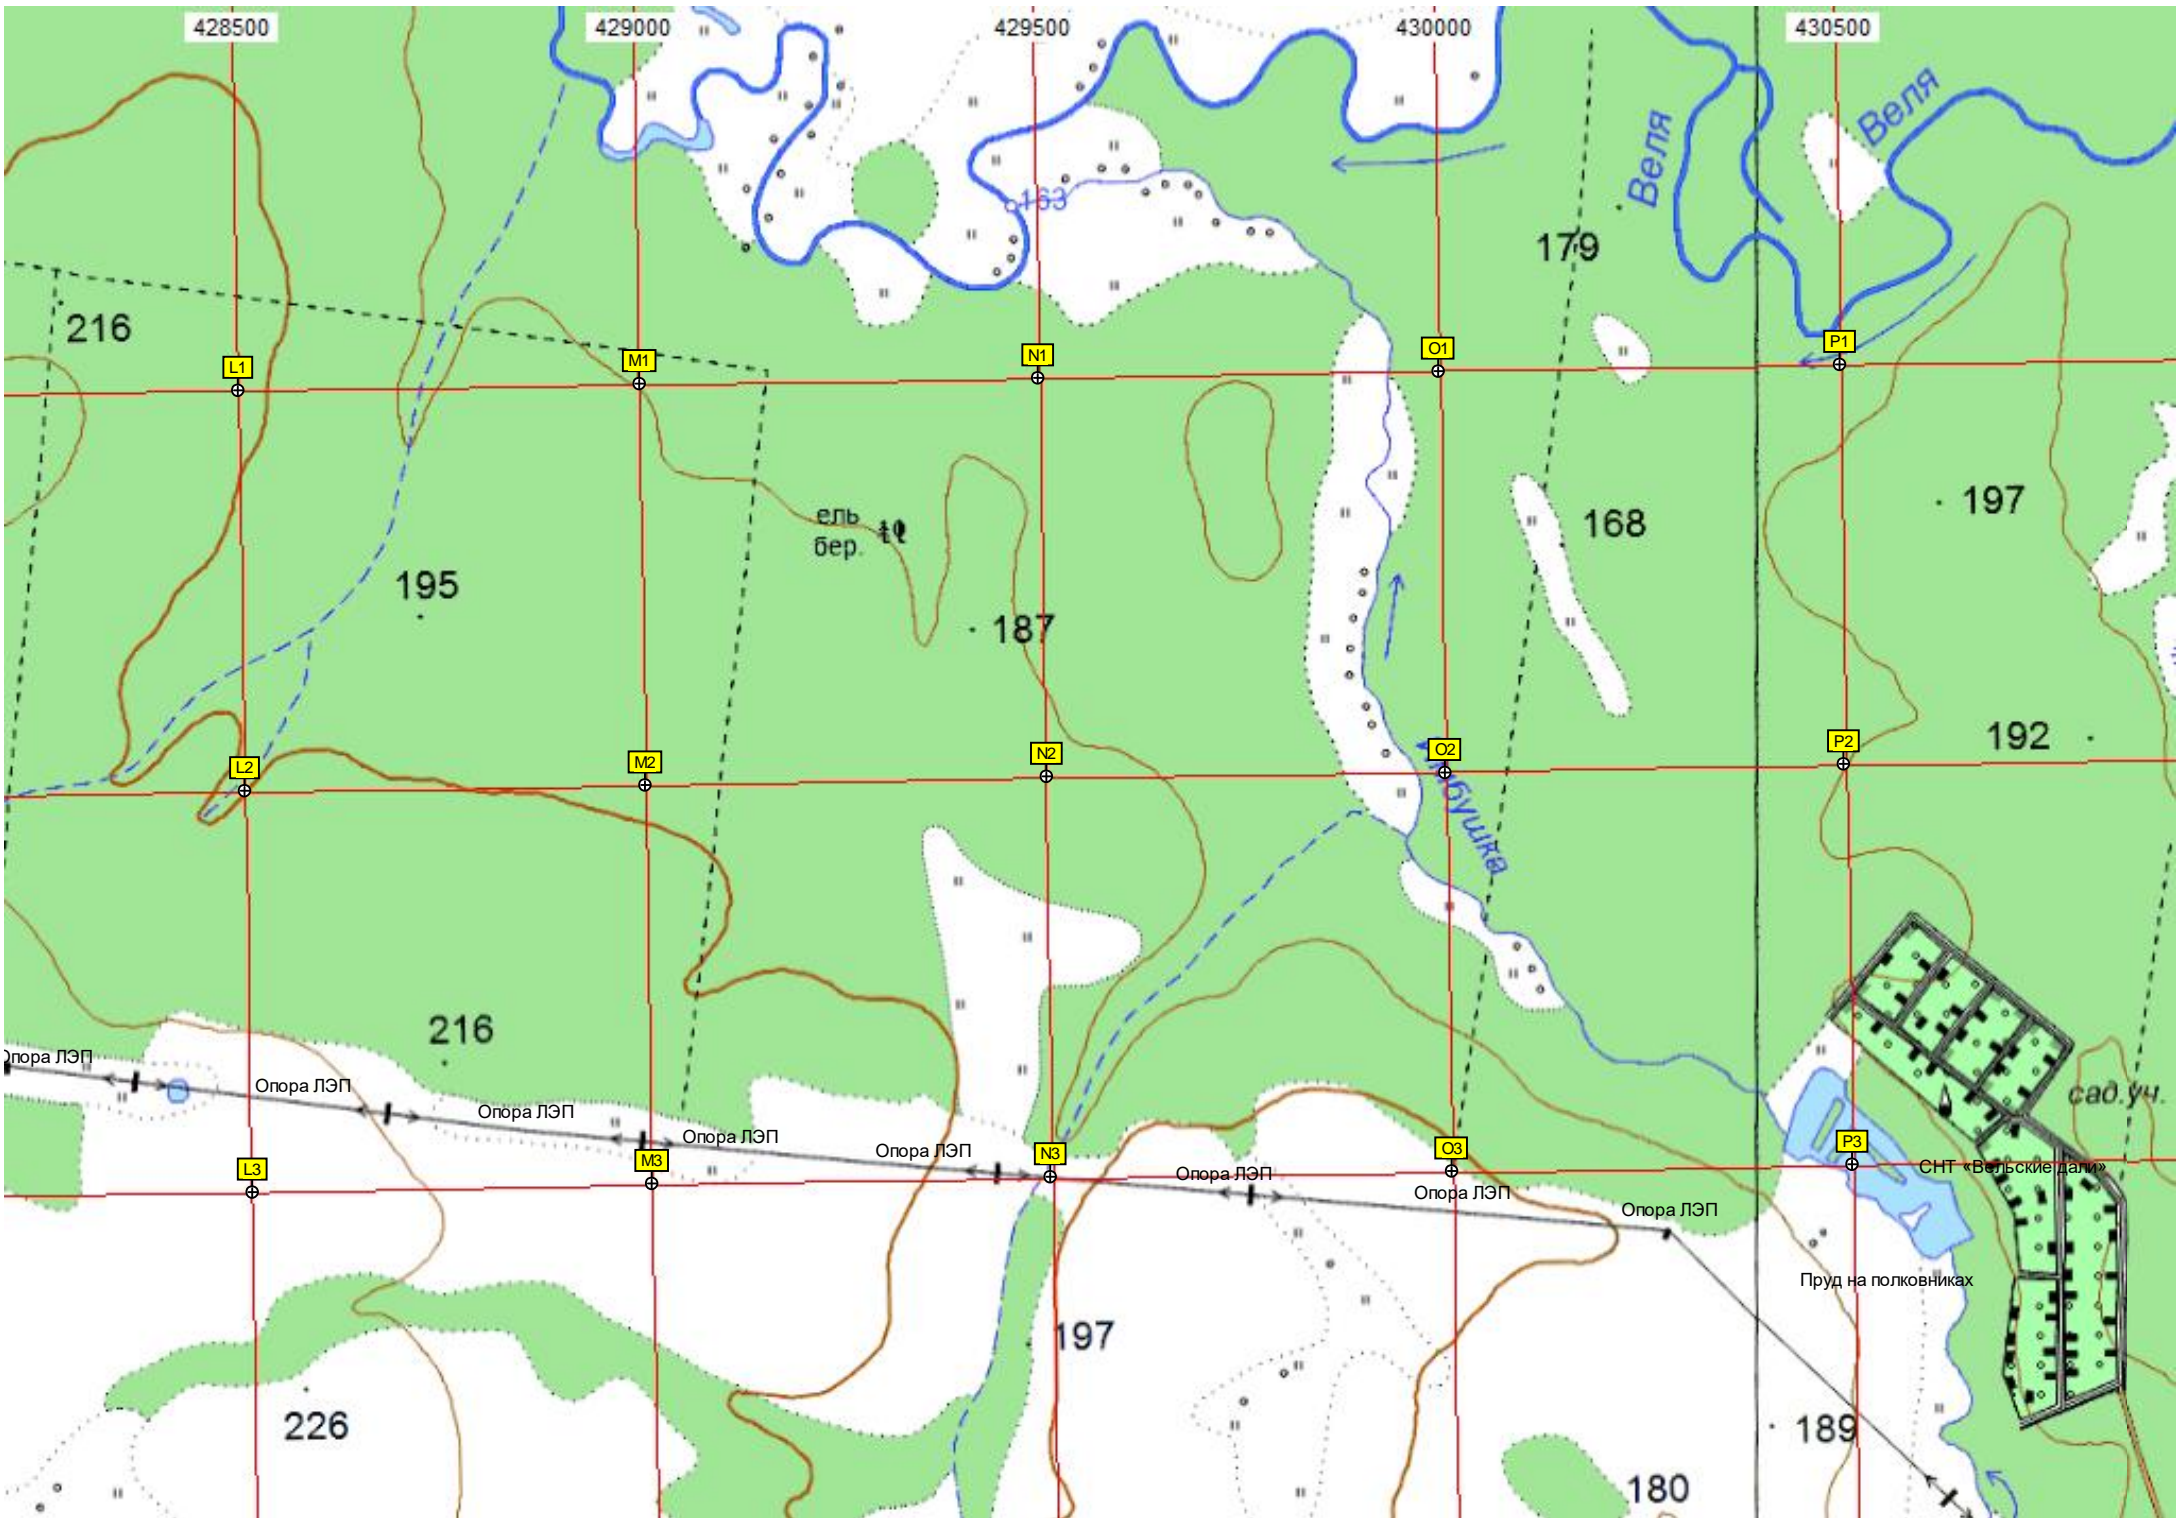 428500
429000
429500
430000
430500
Веля
Веля
163
179
216
L1
M1
N1
O1
P1
ель
бер.
168
197
195
187
192
L2
M2
N2
O2
P2
216
сад.уч.
Опора ЛЭП
Опора ЛЭП
Опора ЛЭП
Опора ЛЭП
Опора ЛЭП
Опора ЛЭП
Опора ЛЭП
Опора ЛЭП
L3
M3
N3
O3
P3
СНТ «Вельские дали»
Пруд на полковниках
197
226
189
180